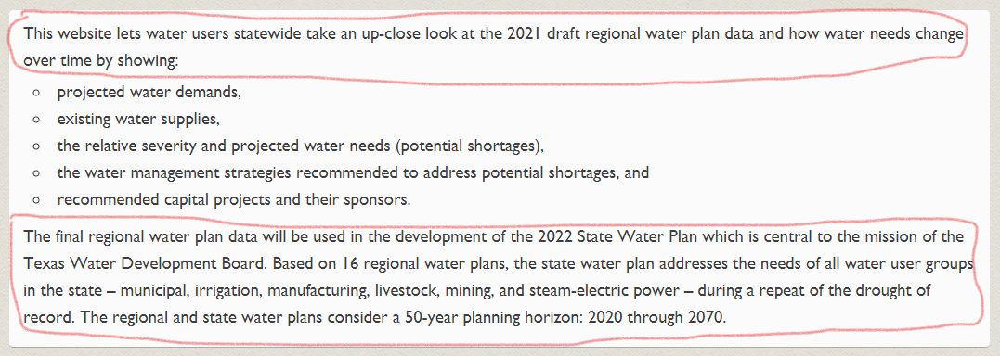 This website lets water users statewide take an up-close look at the 2021 draft regional water plan data and how water needs change
over time by showing:
projected water demands,
existing water supplies,
the relative severity and projected water needs (potential shortages),
the water management strategies recommended to address potential shortages, and
recommended capital projects and their sponsors.
The final regional water plan data will be used in the development of the 2022 State Water Plan which is central to the mission of the
Texas Water Development Board. Based on 16 regional water plans, the state water plan addresses the needs of all water user groups
in the state – municipal, irrigation, manufacturing, livestock, mining, and steam-electric power – during a repeat of the drought of
record. The regional and state water plans consider a 50-year planning horizon: 2020 through 2070.